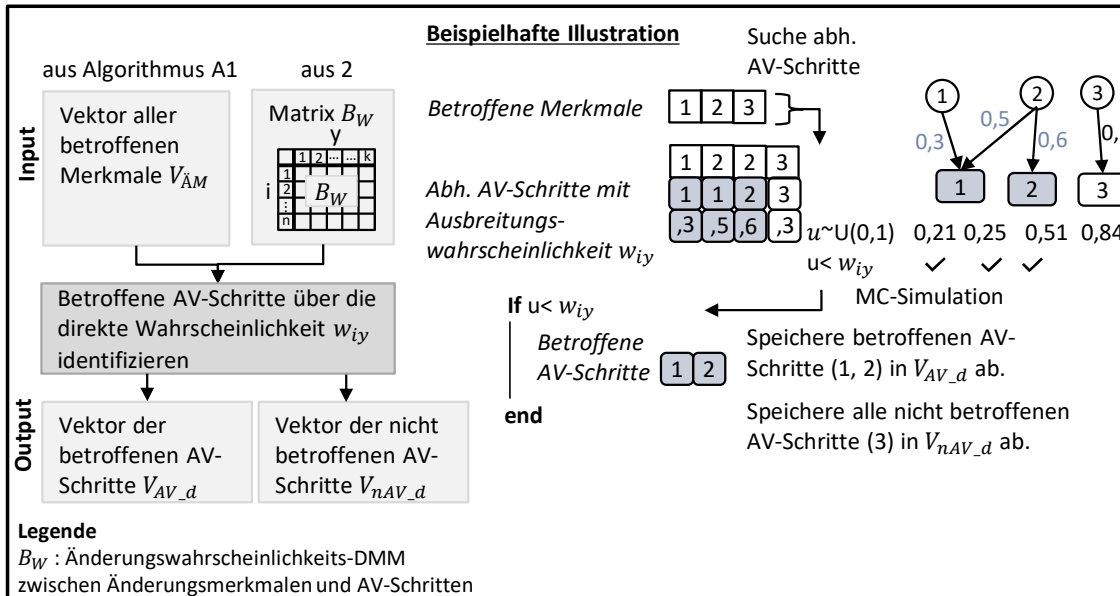 Beispielhafte Illustration
aus Algorithmus A1
aus 2
Input
Vektor aller
betroffenen
Merkmale V_ÄM
Matrix B_W
y
1 2 ... ... k
i
1
2
⋮
n
B_W
Betroffene AV-Schritte über die
direkte Wahrscheinlichkeit w_iy
identifizieren
Output
Vektor der
betroffenen AV-
Schritte V_AV_d
Vektor der nicht
betroffenen AV-
Schritte V_nAV_d
Legende
B_W : Änderungswahrscheinlichkeits-DMM
zwischen Änderungsmerkmalen und AV-Schritten
Betroffene Merkmale
1 2 3
Suche abh.
AV-Schritte
Abh. AV-Schritte mit
Ausbreitungs-
wahrscheinlichkeit w_iy
1 2 2 3
1 1 2 3
,3 ,5 ,6 ,3
1 2 3
0,3 0,5 0,6 0,
1 2 3
u~U(0,1) 0,21 0,25 0,51 0,84
u< w_iy ✓ ✓ ✓
MC-Simulation
If u< w_iy
Betroffene
AV-Schritte
1 2
end
Speichere betroffenen AV-
Schritte (1, 2) in V_AV_d ab.
Speichere alle nicht betroffenen
AV-Schritte (3) in V_nAV_d ab.